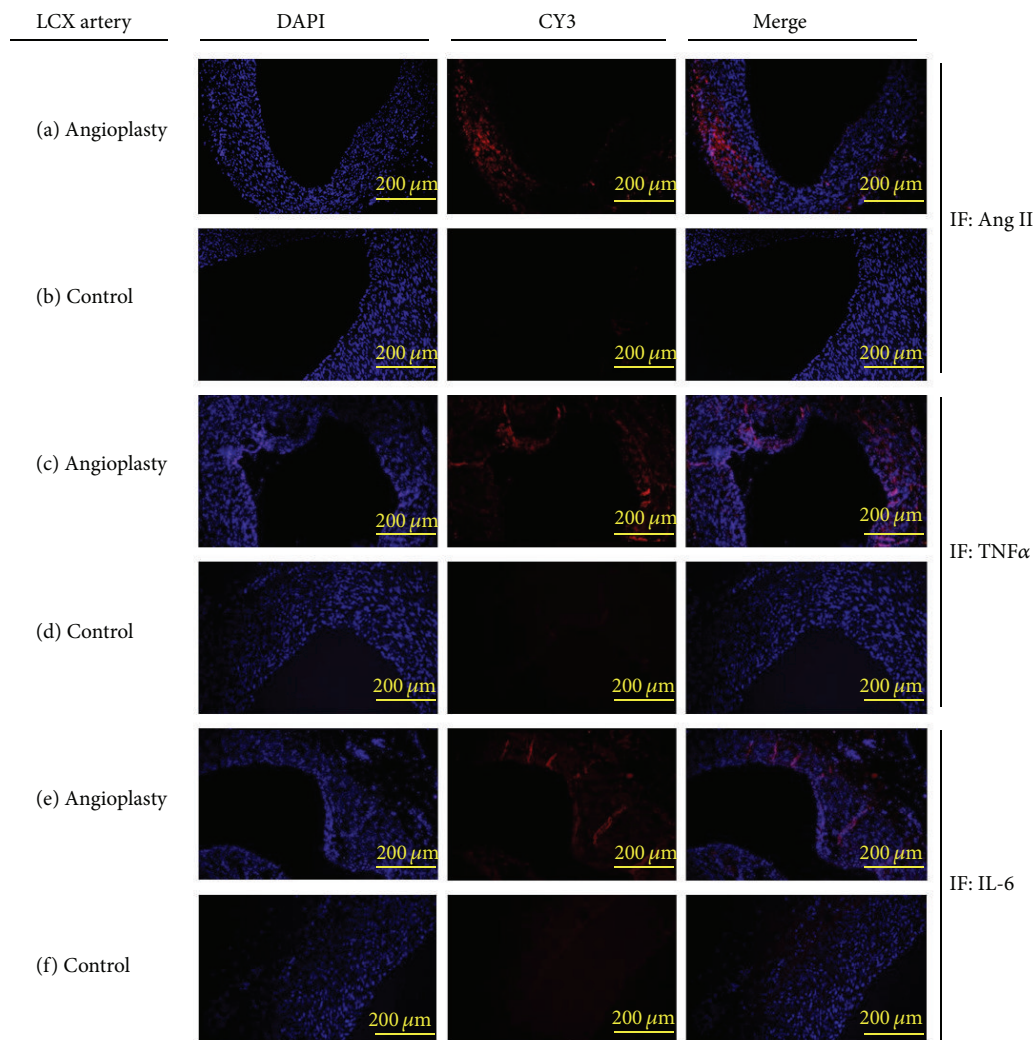 LCX artery DAPI CY3 Merge
(a) Angioplasty 200 μm 200 μm 200 μm
IF: Ang II
(b) Control 200 μm 200 μm 200 μm
(c) Angioplasty 200 μm 200 μm 200 μm
IF: TNFα
(d) Control 200 μm 200 μm 200 μm
(e) Angioplasty 200 μm 200 μm 200 μm
IF: IL-6
(f) Control 200 μm 200 μm 200 μm